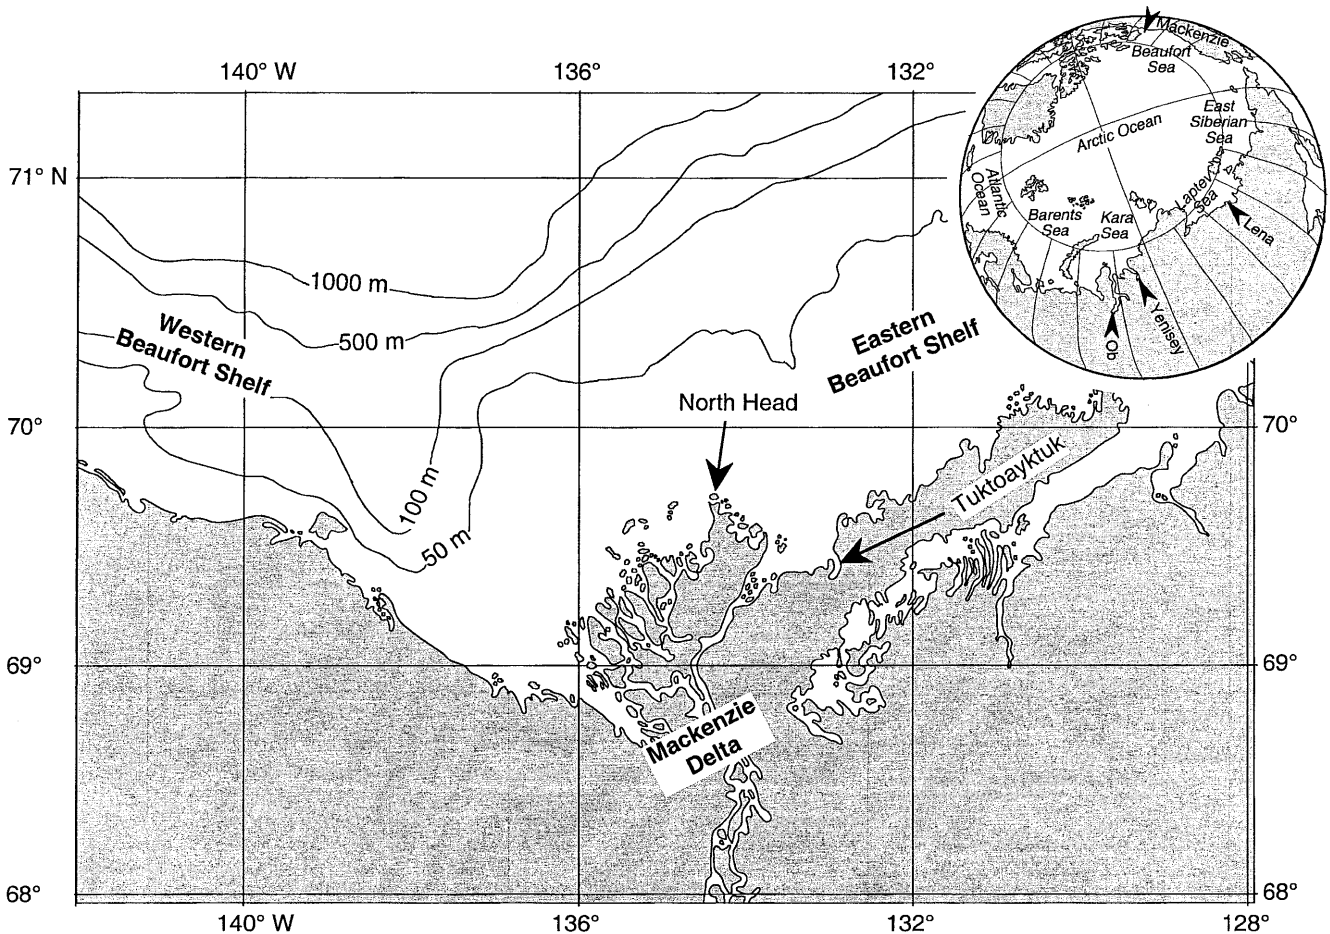 140° W
136°
132°
Mackenzie
Beaufort
Sea
East
Siberian
Sea
Arctic Ocean
Atlantic
Ocean
Laptev
Sea
Barents
Sea
Kara
Sea
Lena
Yenisey
Ob
71° N
1000 m
500 m
Western
Beaufort Shelf
Eastern
Beaufort Shelf
North Head
70°
70°
100 m
Tuktoayktuk
50 m
69°
69°
Mackenzie
Delta
68°
68°
140° W
136°
132°
128°